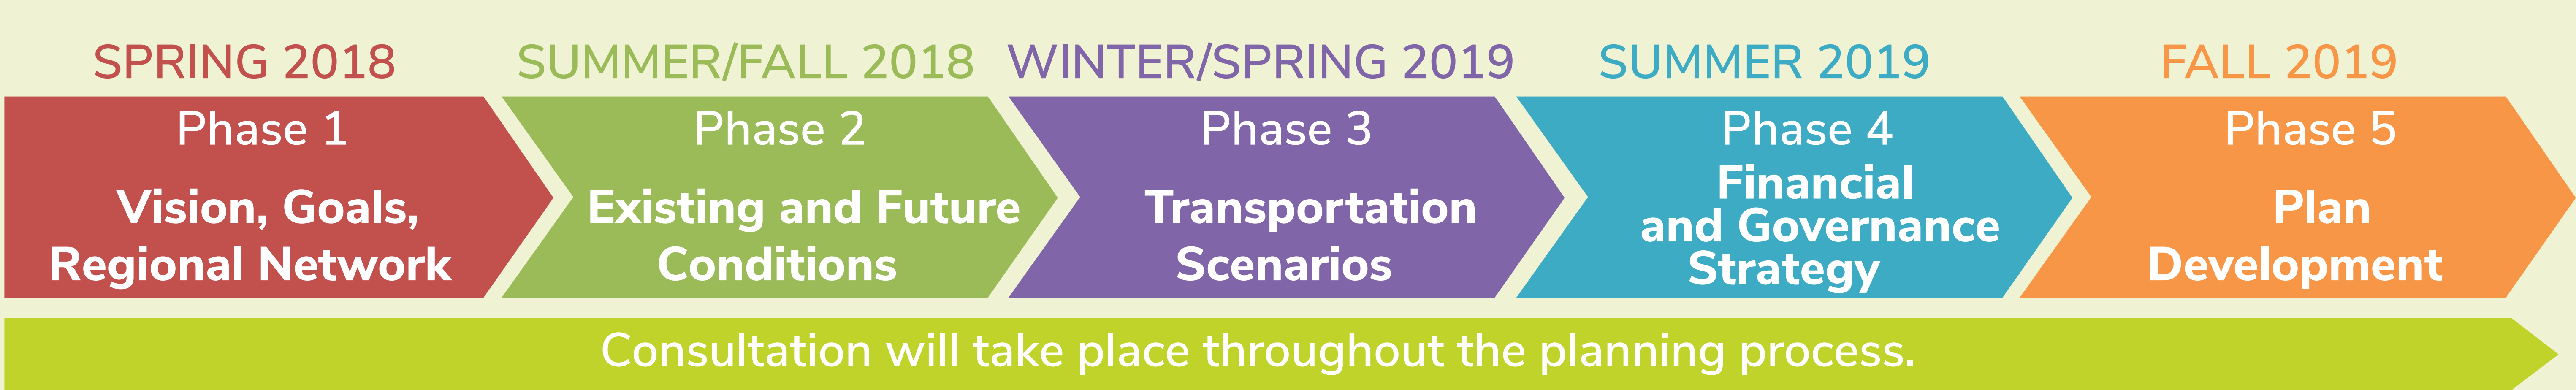 SPRING 2018
SUMMER/FALL 2018
WINTER/SPRING 2019
SUMMER 2019
FALL 2019
Phase 1
Vision, Goals,
Regional Network
Phase 2
Existing and Future
Conditions
Phase 3
Transportation
Scenarios
Phase 4
Financial
and Governance
Strategy
Phase 5
Plan
Development
Consultation will take place throughout the planning process.